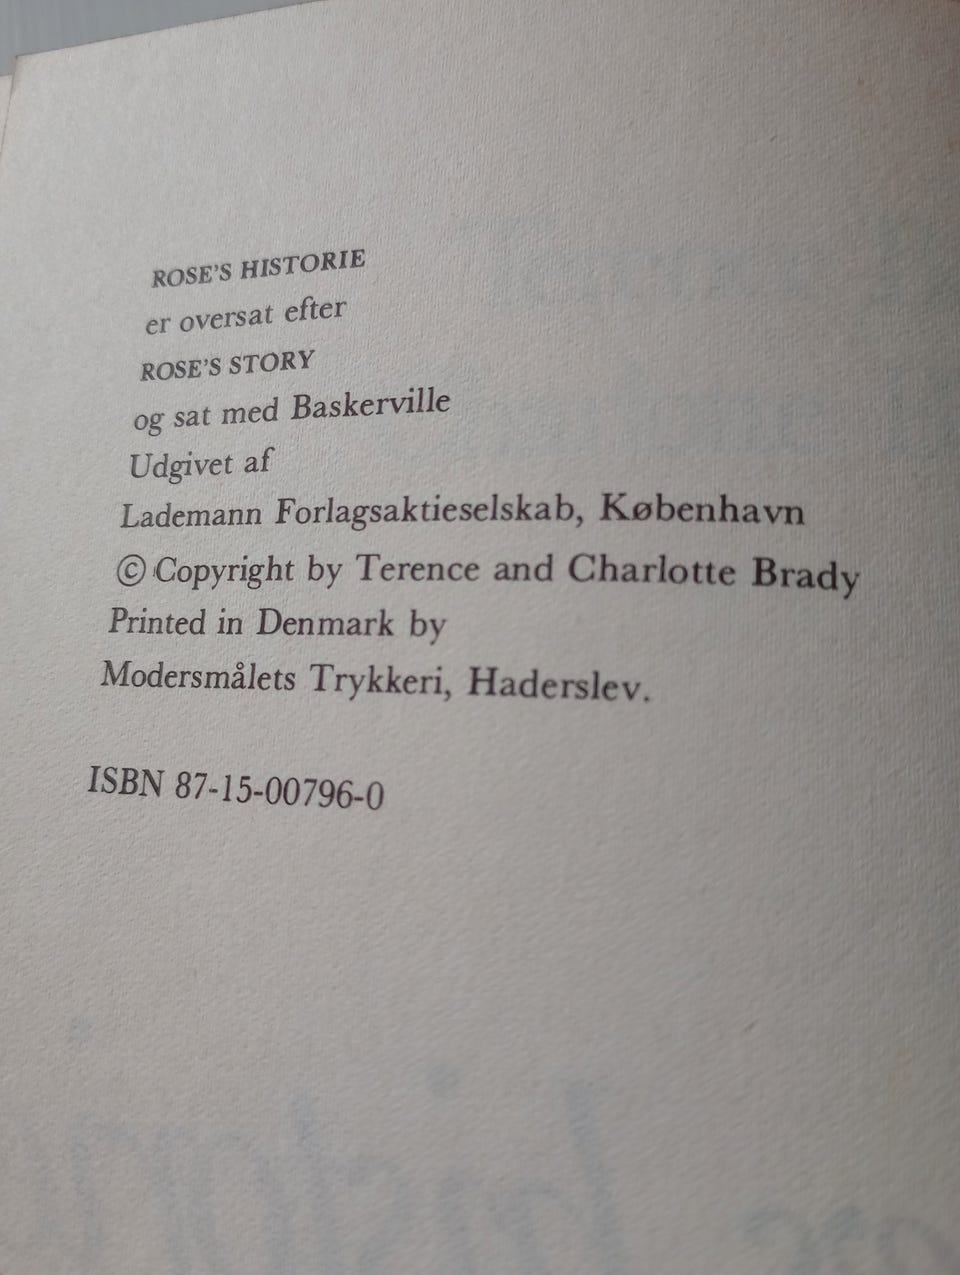 ROSE'S HISTORIE
er oversat efter
ROSE'S STORY
og sat med Baskerville
Udgivet af
Lademann Forlagsaktieselskab, København
© Copyright by Terence and Charlotte Brady
Printed in Denmark by
Modersmålets Trykkeri, Haderslev.
ISBN 87-15-00796-0